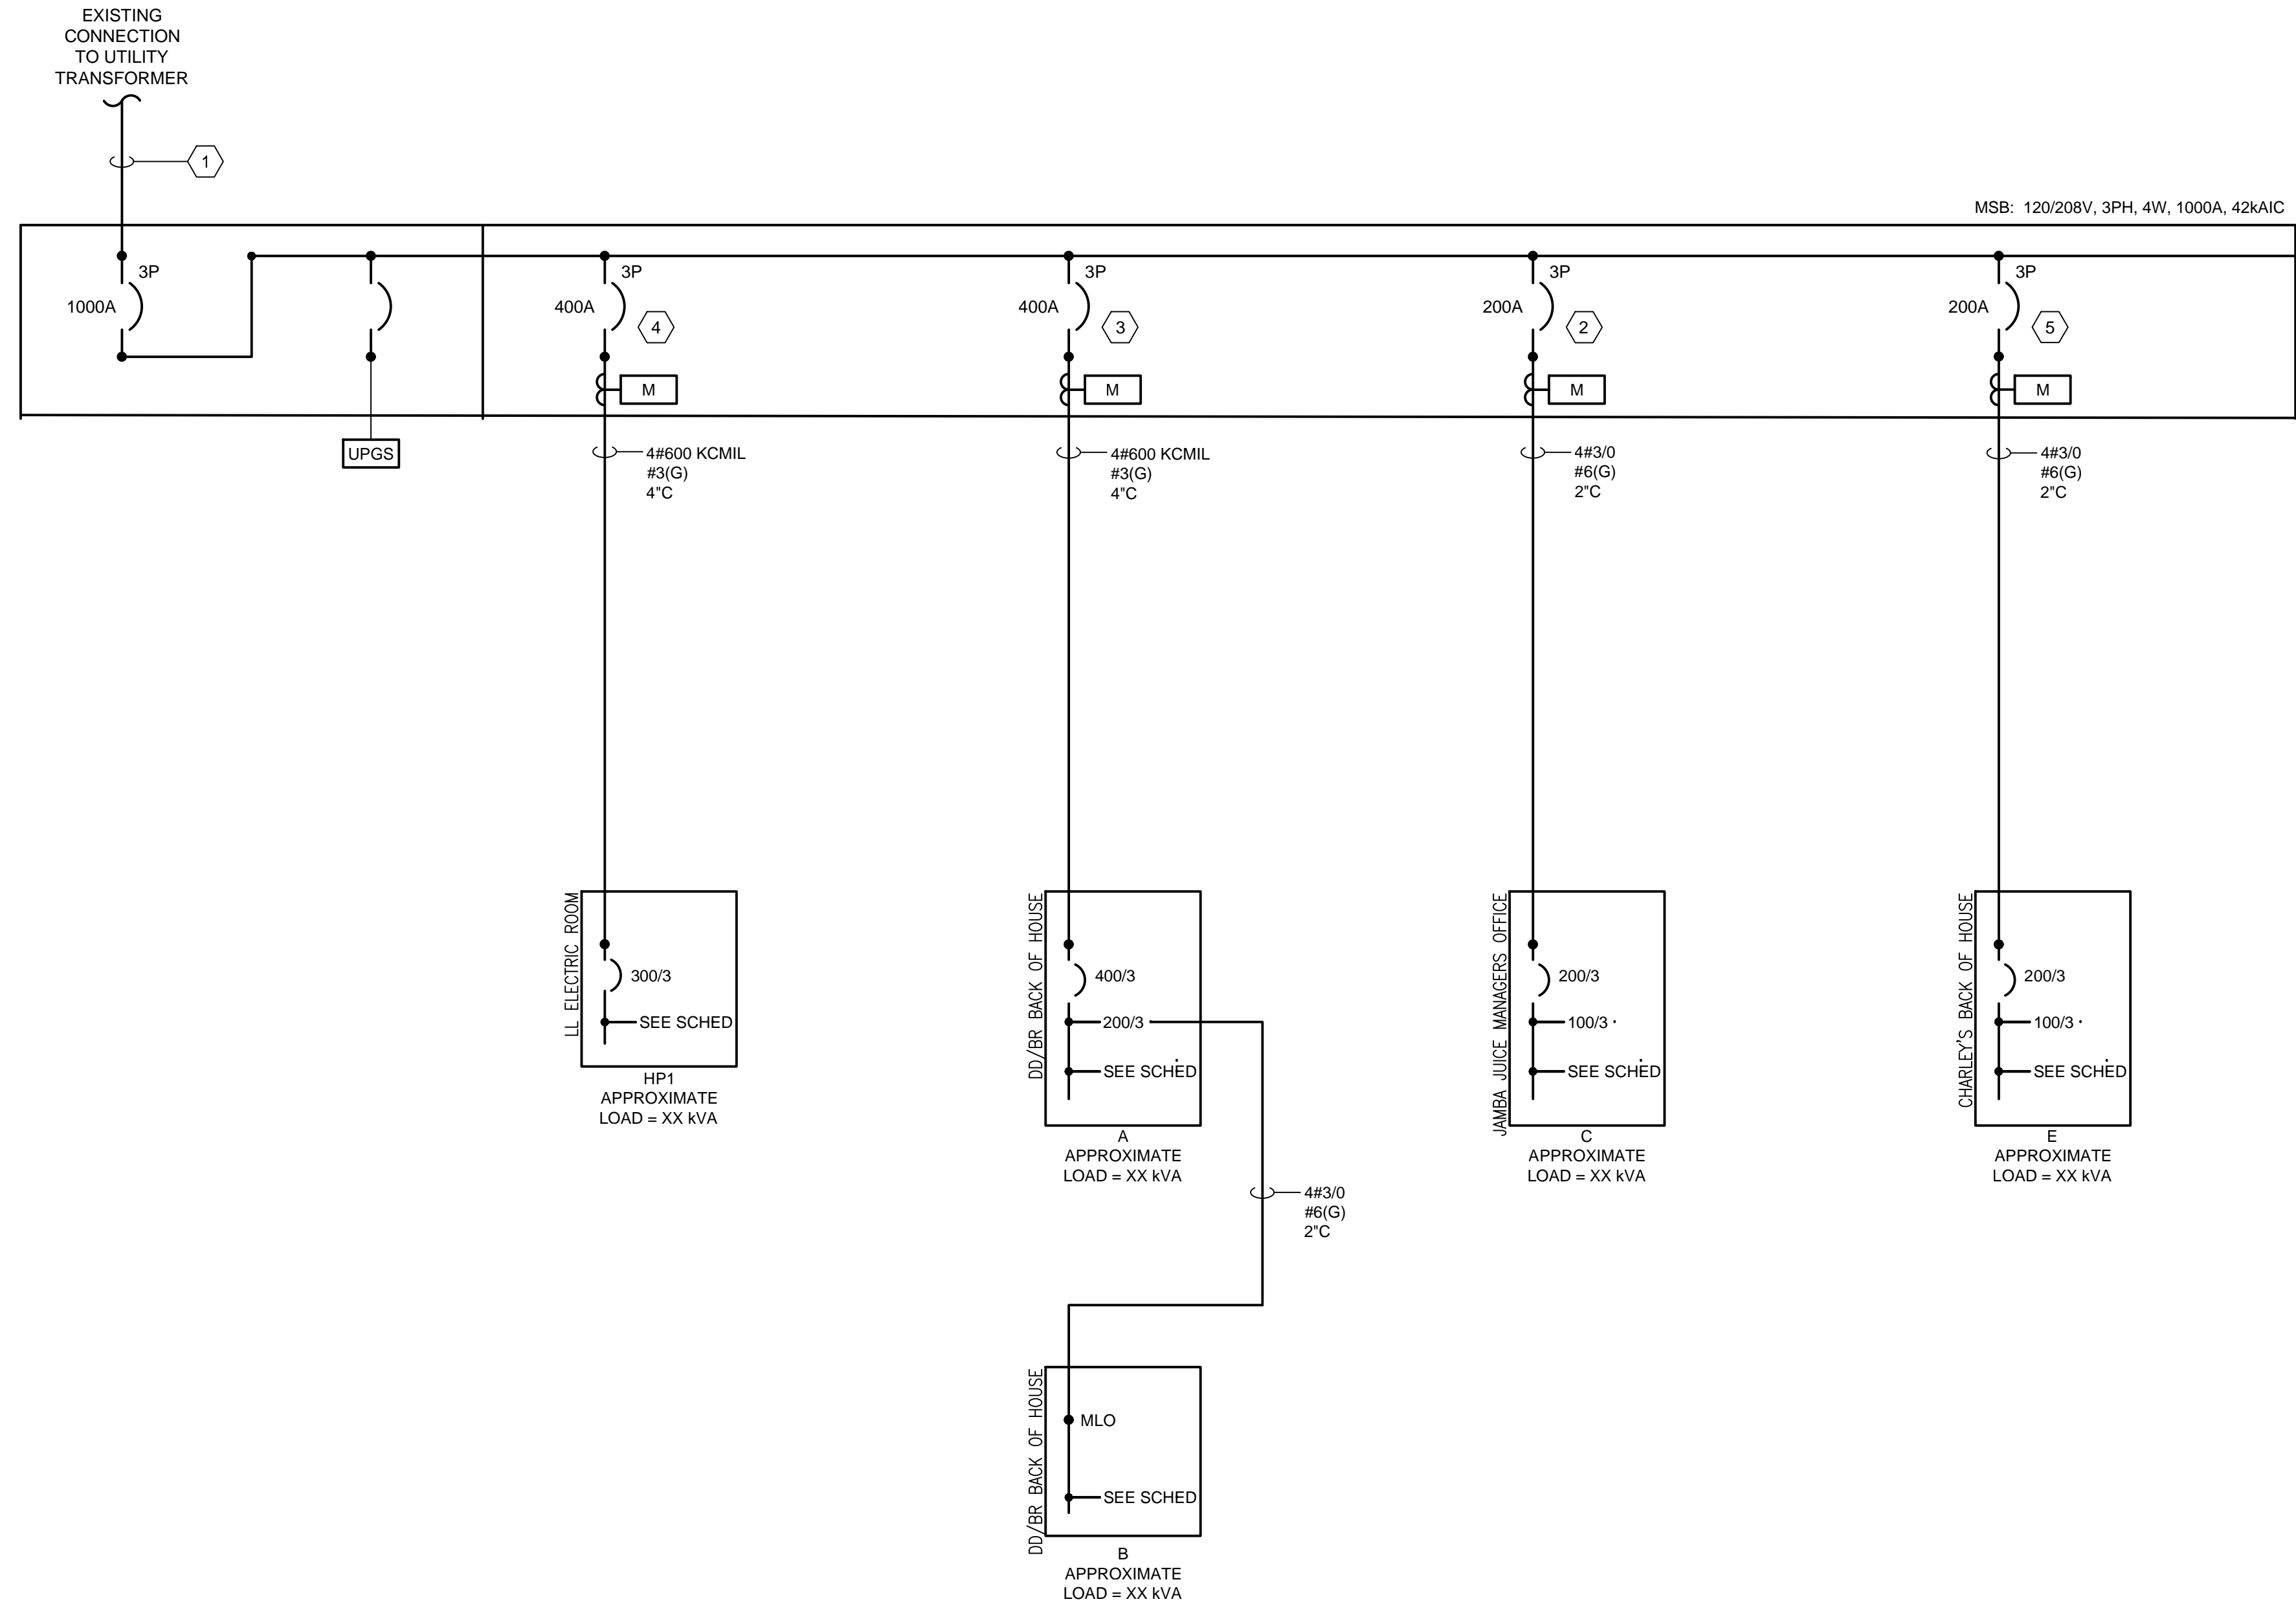 EXISTING
CONNECTION
TO UTILITY
TRANSFORMER
1
MSB: 120/208V, 3PH, 4W, 1000A, 42kAIC
3P
1000A
UPGS
3P
400A
4
M
4#600 KCMIL
#3(G)
4"C
3P
400A
3
M
4#600 KCMIL
#3(G)
4"C
3P
200A
2
M
4#3/0
#6(G)
2"C
3P
200A
5
M
4#3/0
#6(G)
2"C
LL ELECTRIC ROOM
300/3
SEE SCHED
HP1
APPROXIMATE
LOAD = XX kVA
DD/BR BACK OF HOUSE
400/3
200/3
SEE SCHED
A
APPROXIMATE
LOAD = XX kVA
JAMBA JUICE MANAGERS OFFICE
200/3
100/3
SEE SCHED
C
APPROXIMATE
LOAD = XX kVA
CHARLEY'S BACK OF HOUSE
200/3
100/3
SEE SCHED
E
APPROXIMATE
LOAD = XX kVA
4#3/0
#6(G)
2"C
DD/BR BACK OF HOUSE
MLO
SEE SCHED
B
APPROXIMATE
LOAD = XX kVA